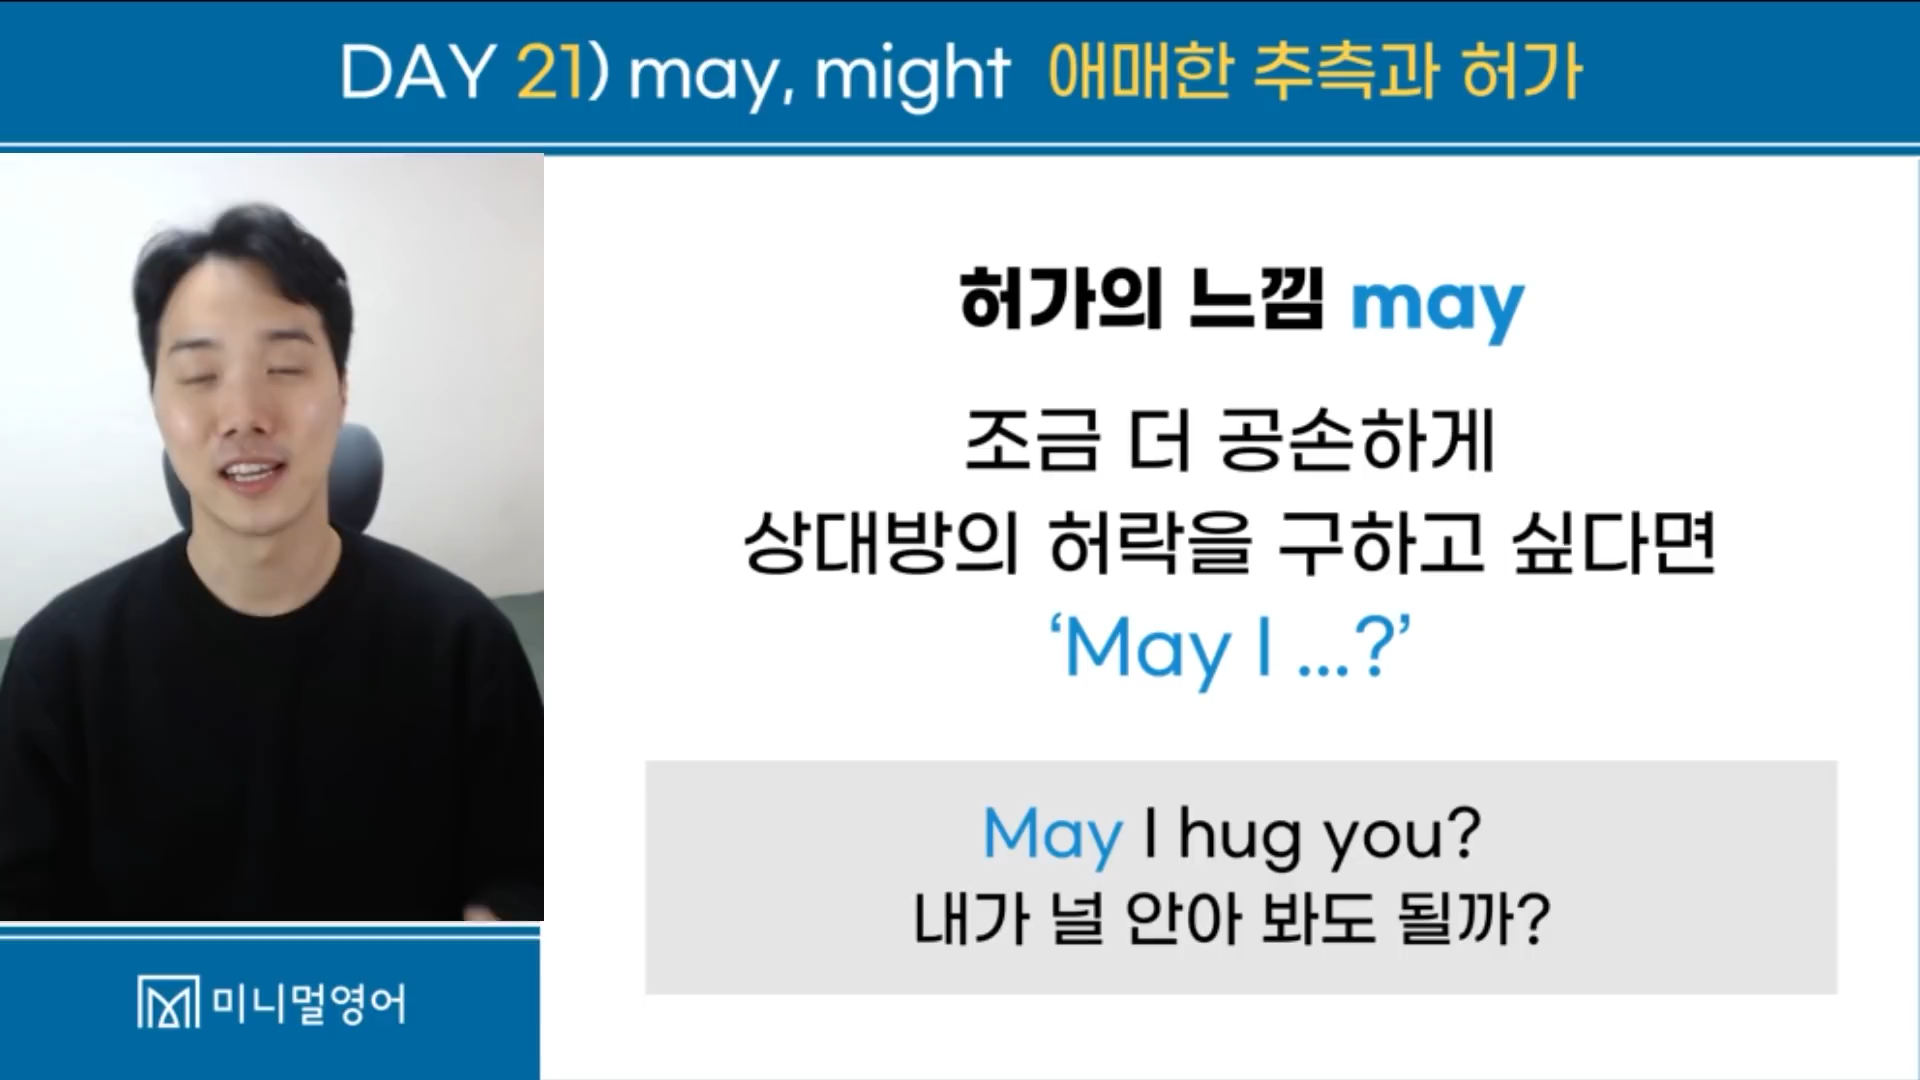 DAY 21) may, might 애매한 추측과 허가
허가의 느낌 may
조금 더 공손하게
상대방의 허락을 구하고 싶다면
‘May I ...?’
May I hug you?
내가 널 안아 봐도 될까?
미니멀영어